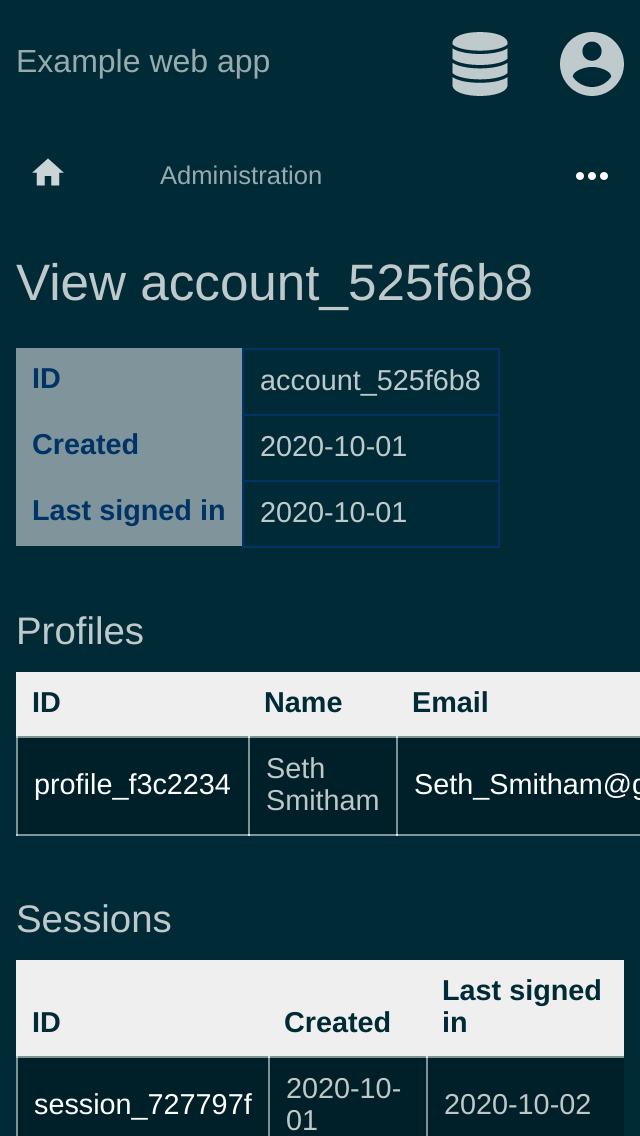 Example web app
Administration
View account_525f6b8
ID account_525f6b8
Created 2020-10-01
Last signed in 2020-10-01
Profiles
ID Name Email
profile_f3c2234 Seth Smitham Seth_Smitham@g
Sessions
ID Created Last signed in
session_727797f 2020-10-01 2020-10-02